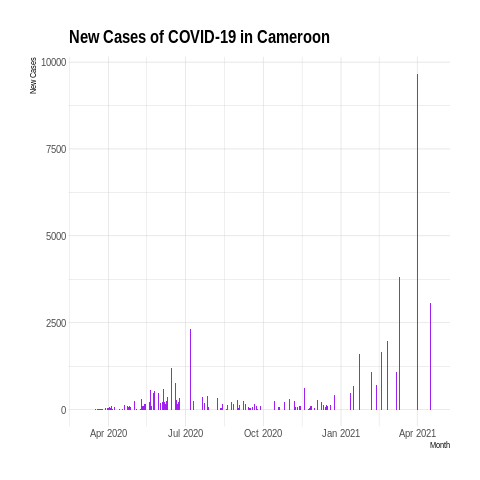 New Cases of COVID-19 in Cameroon
New Cases
10000
7500
5000
2500
0
Apr 2020
Jul 2020
Oct 2020
Jan 2021
Apr 2021
Month